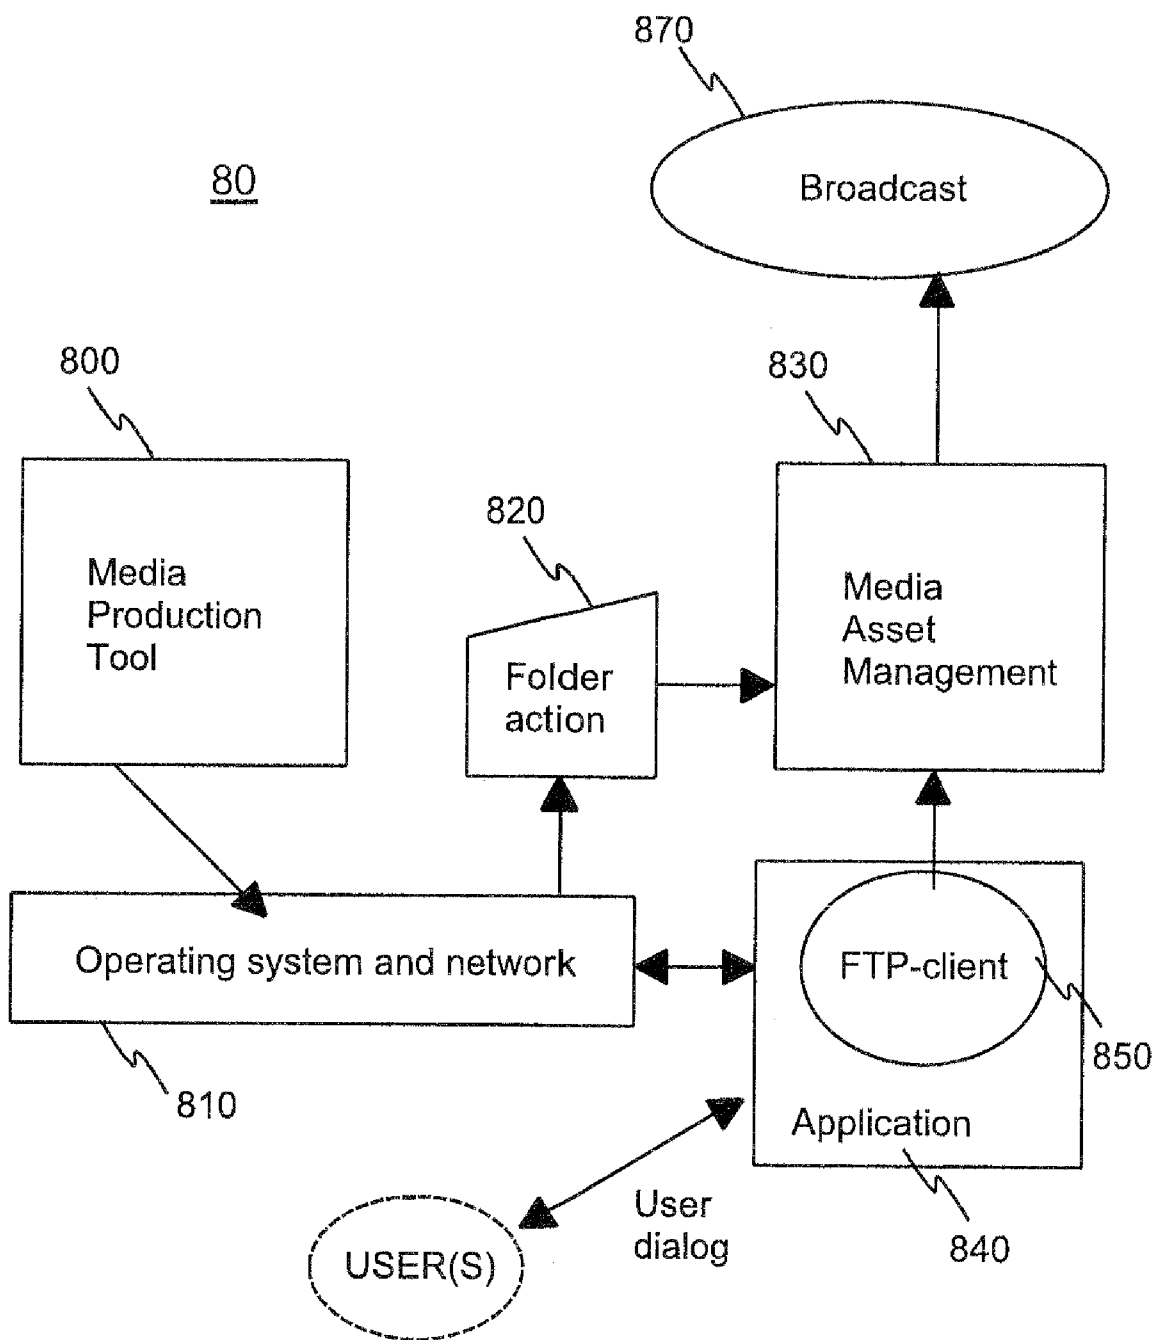 870
80
Broadcast
800
830
820
Media
Production
Tool
Media
Asset
Management
Folder
action
Operating system and network
FTP-client
850
810
Application
User
dialog
840
USER(S)